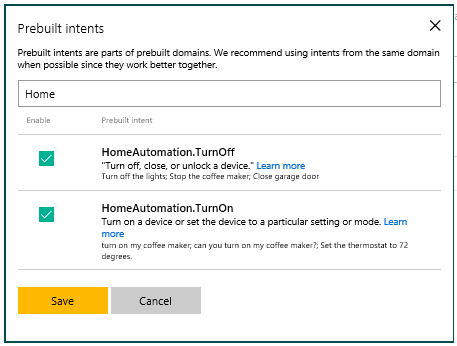 Prebuilt intents
Prebuilt intents are parts of prebuilt domains. We recommend using intents from the same domain
when possible since they work better together.
Home
Enable Prebuilt intent
HomeAutomation.TurnOff
"Turn off, close, or unlock a device." Learn more
Turn off the lights; Stop the coffee maker; Close garage door
HomeAutomation.TurnOn
Turn on a device or set the device to a particular setting or mode. Learn
more
turn on my coffee maker; can you turn on my coffee maker?; Set the thermostat to 72
degrees.
Save Cancel